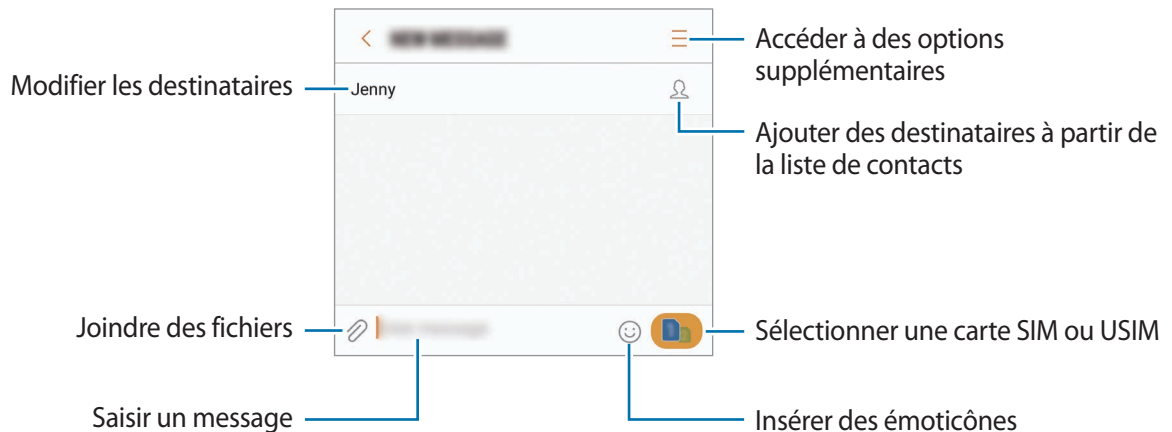 Accéder à des options
supplémentaires
Modifier les destinataires
Jenny
Ajouter des destinataires à partir de
la liste de contacts
Joindre des fichiers
Sélectionner une carte SIM ou USIM
Saisir un message
Insérer des émoticônes